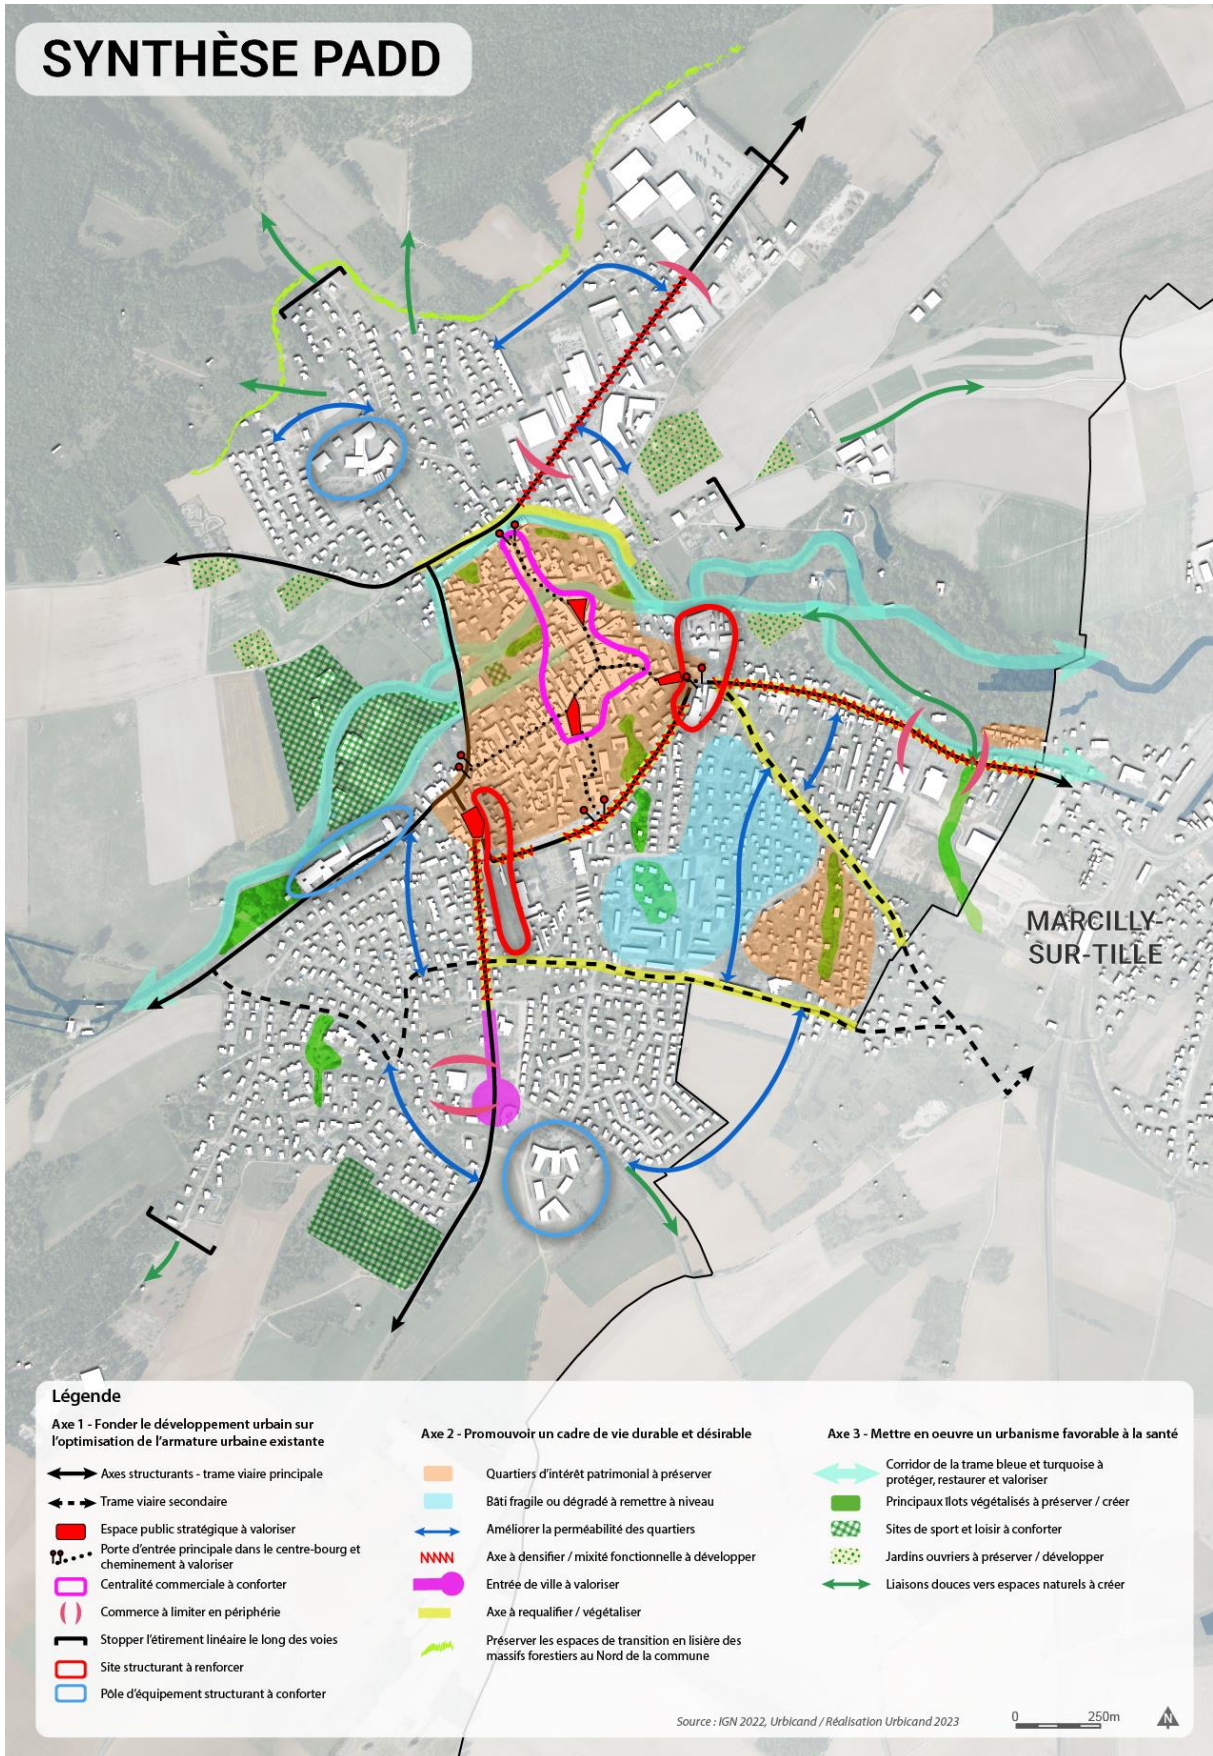 SYNTHÈSE PADD
MARCILLY-
SUR-TILLE
Légende
Axe 1 - Fonder le développement urbain sur
l'optimisation de l'armature urbaine existante
Axes structurants - trame viaire principale
Trame viaire secondaire
Espace public stratégique à valoriser
Porte d'entrée principale dans le centre-bourg et
cheminement à valoriser
Centralité commerciale à conforter
Commerce à limiter en périphérie
Stopper l'étirement linéaire le long des voies
Site structurant à renforcer
Pôle d'équipement structurant à conforter
Axe 2 - Promouvoir un cadre de vie durable et désirable
Quartiers d'intérêt patrimonial à préserver
Bâti fragile ou dégradé à remettre à niveau
Améliorer la perméabilité des quartiers
Axe à densifier / mixité fonctionnelle à développer
Entrée de ville à valoriser
Axe à requalifier / végétaliser
Préserver les espaces de transition en lisière des
massifs forestiers au Nord de la commune
Axe 3 - Mettre en oeuvre un urbanisme favorable à la santé
Corridor de la trame bleue et turquoise à
protéger, restaurer et valoriser
Principaux îlots végétalisés à préserver / créer
Sites de sport et loisir à conforter
Jardins ouvriers à préserver / développer
Liaisons douces vers espaces naturels à créer
Source : IGN 2022, Urbicand / Réalisation Urbicand 2023
0 250m
N